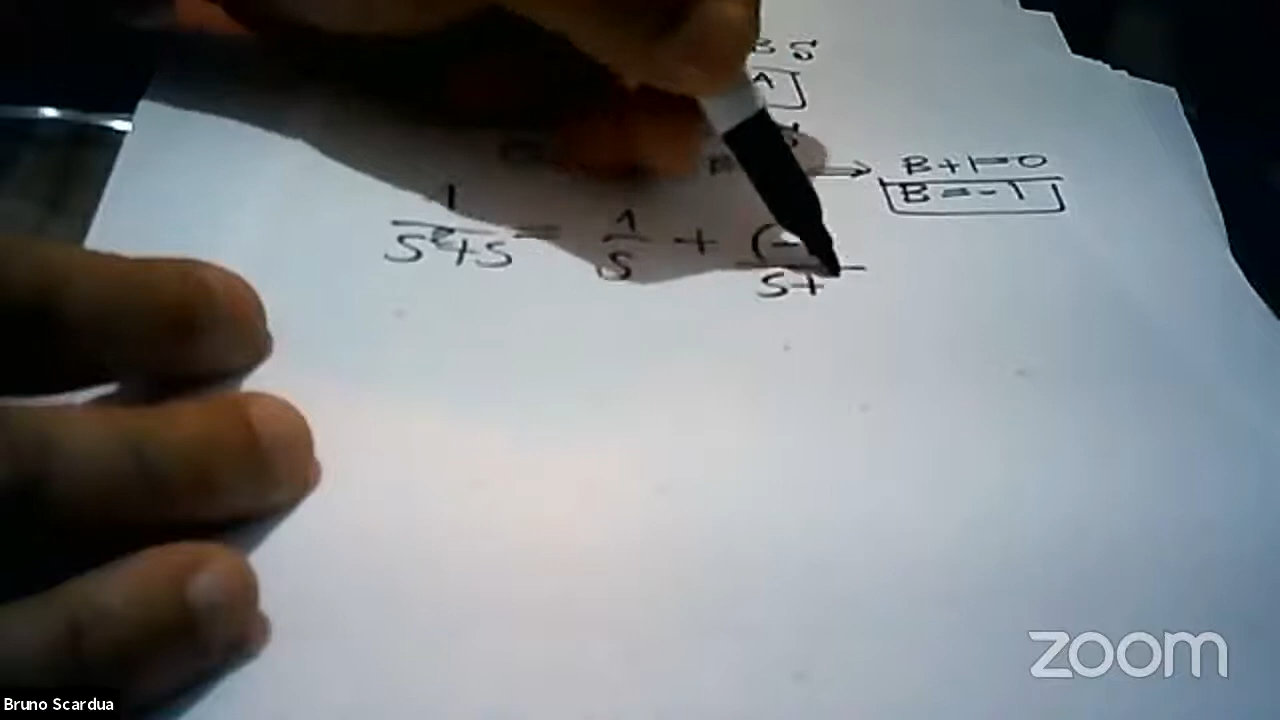 B S
A
B+1=0
B=-1
1/(S²+S) = 1/S + (-/(S+
zoom
Bruno Scardua